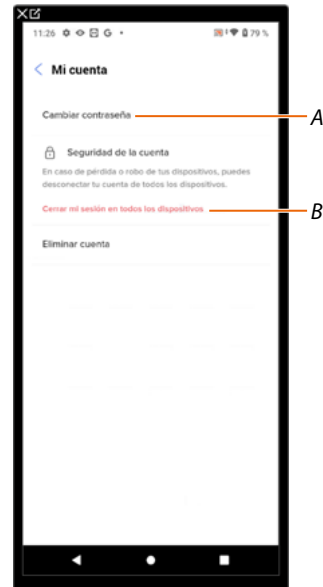 11:26 G • 79 %
Mi cuenta
Cambiar contraseña
A
Seguridad de la cuenta
En caso de pérdida o robo de tus dispositivos, puedes
desconectar tu cuenta de todos los dispositivos.
Cerrar mi sesión en todos los dispositivos
B
Eliminar cuenta